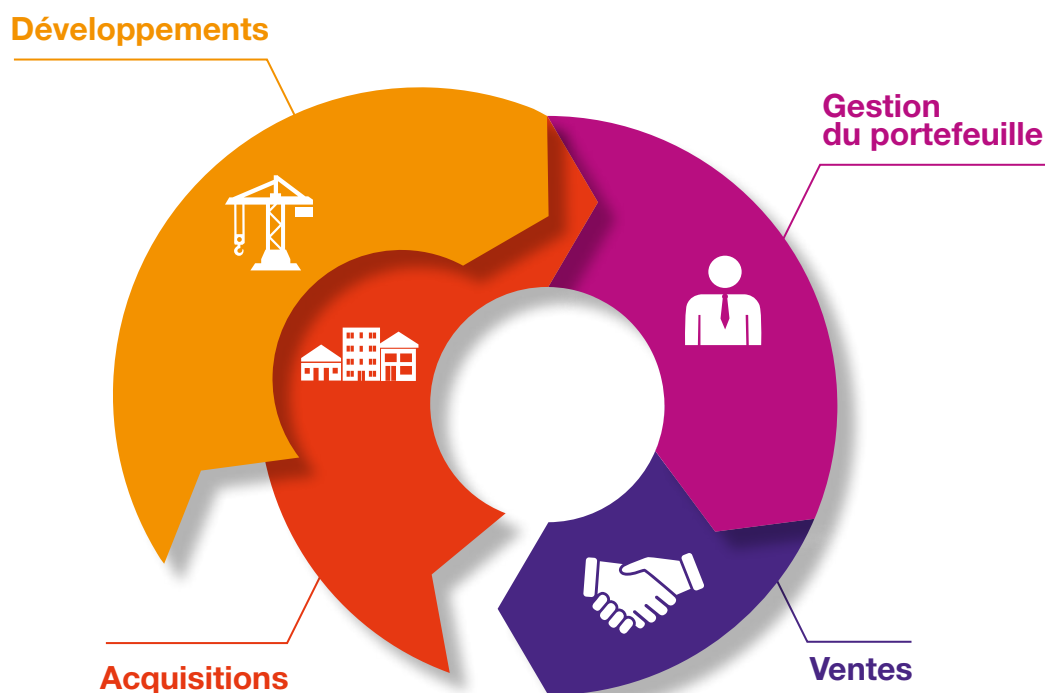 Développements
Gestion
du portefeuille
Acquisitions
Ventes